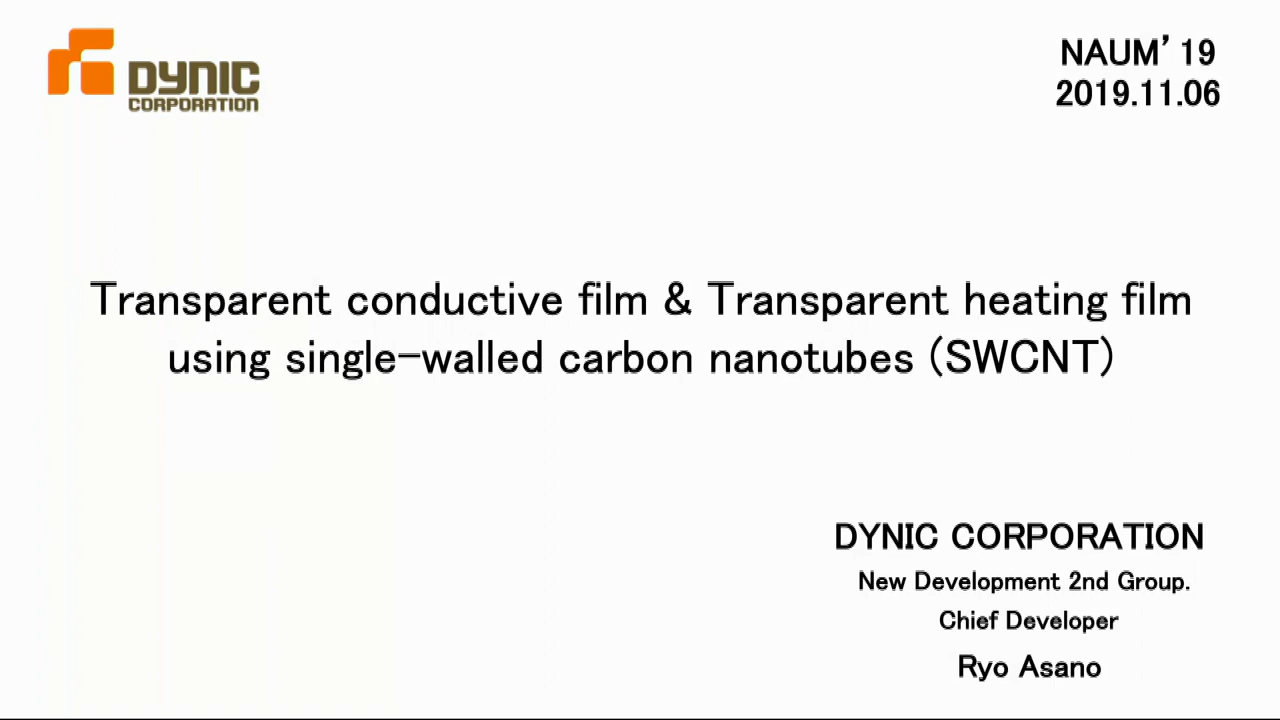 DYNIC
CORPORATION
NAUM’19
2019.11.06
Transparent conductive film & Transparent heating film
using single-walled carbon nanotubes (SWCNT)
DYNIC CORPORATION
New Development 2nd Group.
Chief Developer
Ryo Asano